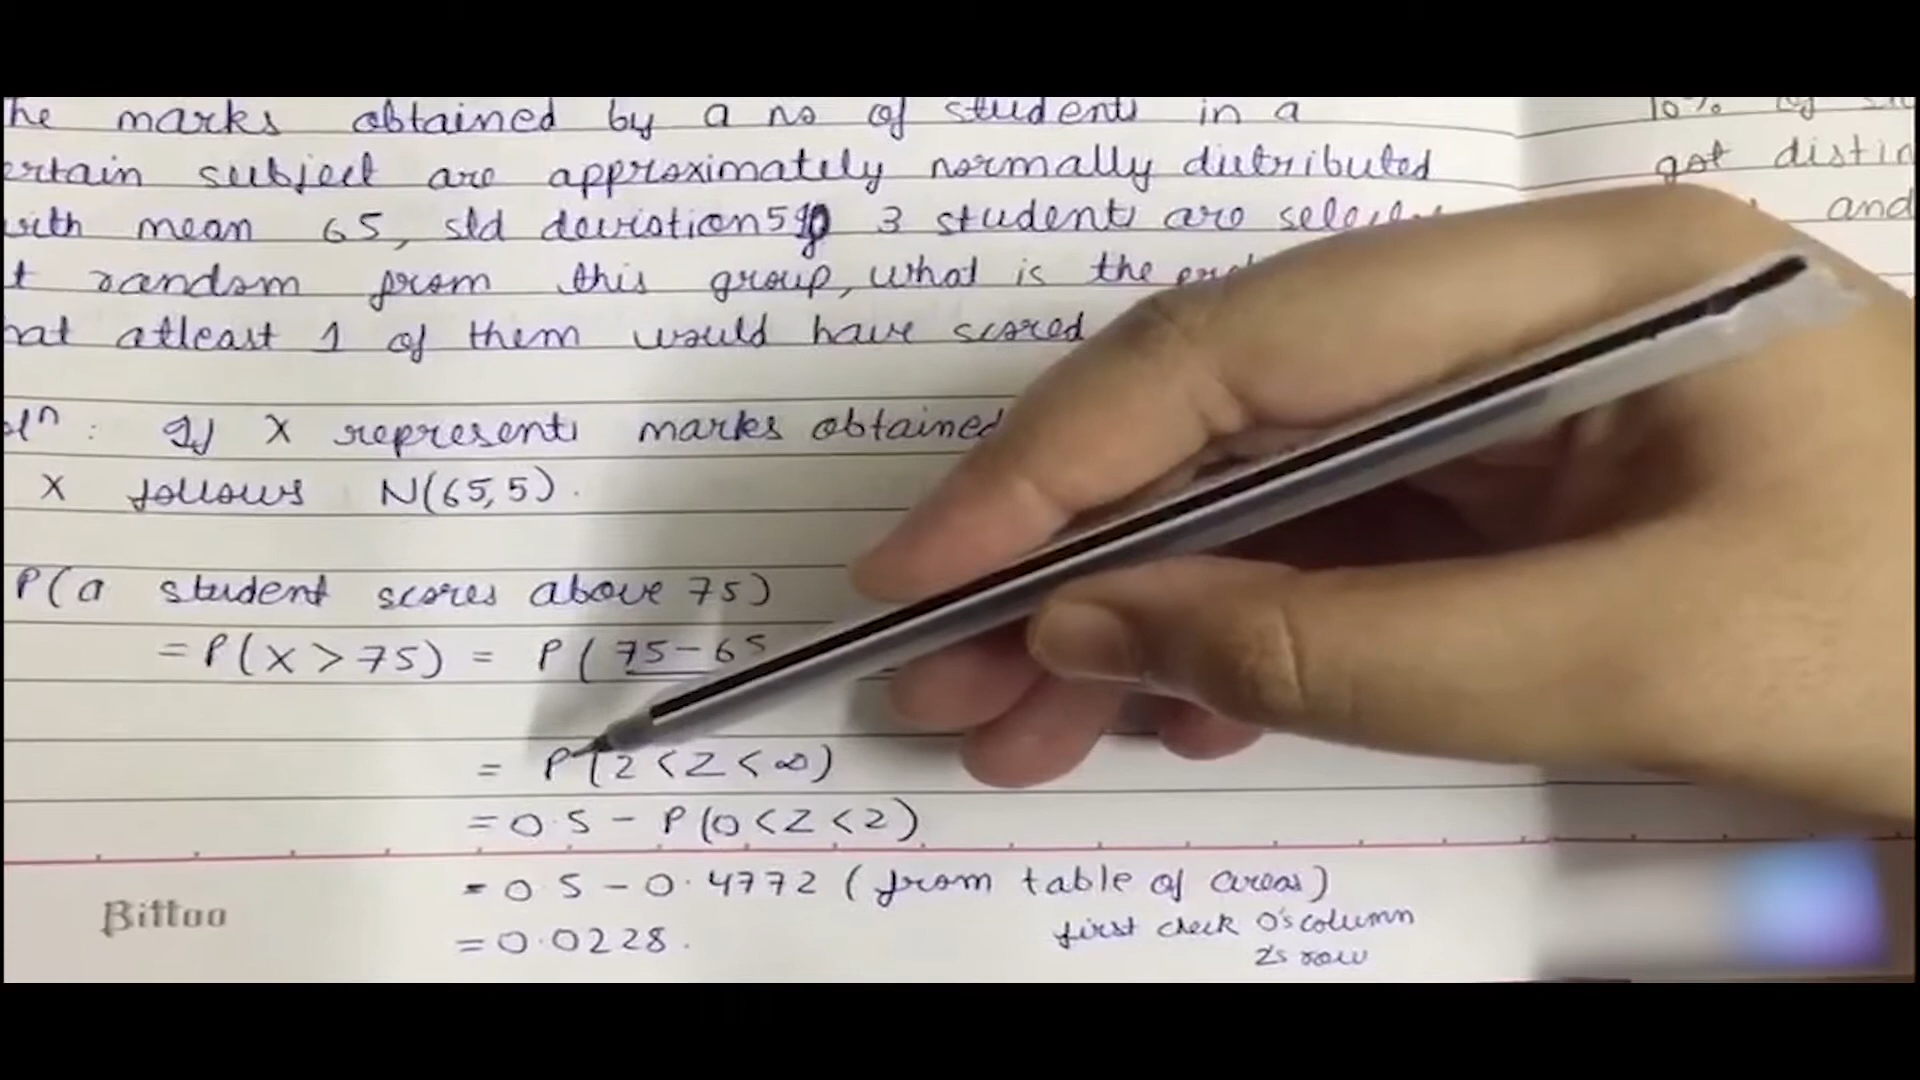 he marks obtained by a no of students in a
ertain subject are approximately normally distributed
with mean 65, std deviation 5 If 3 students are
t random from this group, what is the
hat atleast 1 of them would have scored
olⁿ : If X represents marks obtained
X follows N(65,5).
P(a student scores above 75)
= P(X > 75) = P( 75-65
= P(2 < Z < ∞)
= 0.5 - P(0 < Z < 2)
= 0.5 - 0.4772 (from table of areas)
= 0.0228.
first check 0's column
2's row
Bittoo
10% of
got distin
and